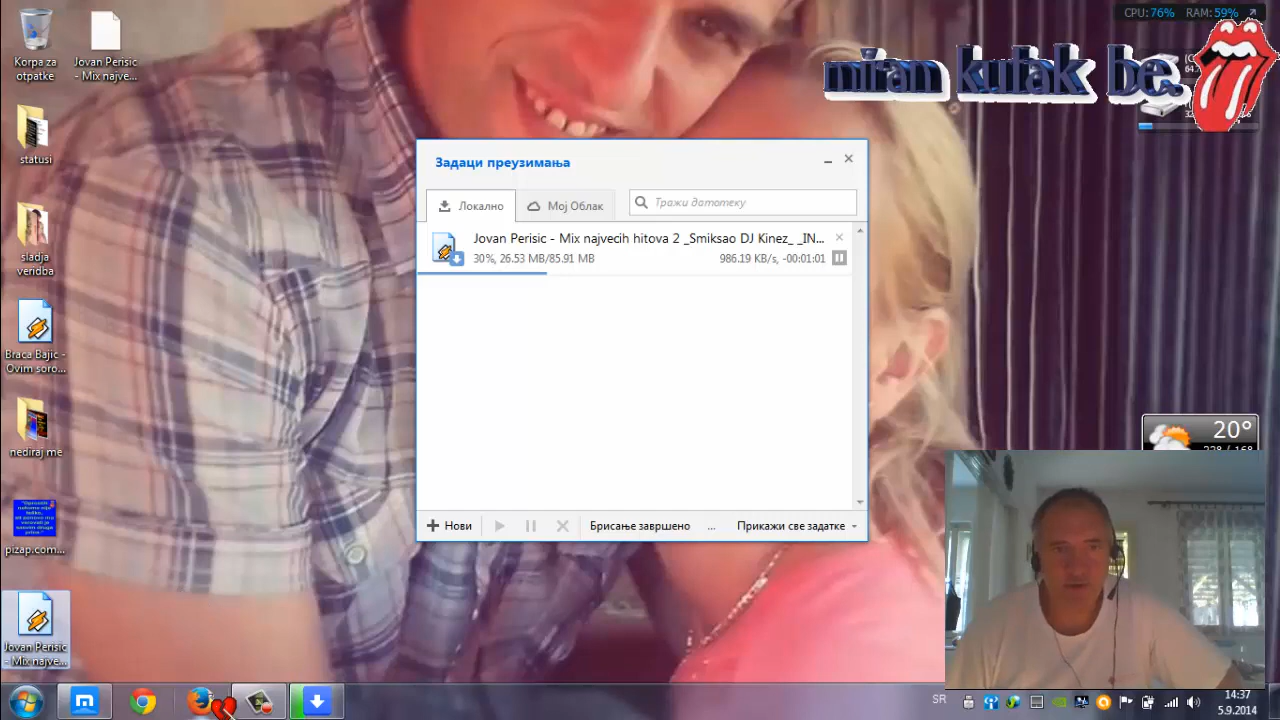 CPU: 76% RAM: 59%
miran kulak be.
Korpa za
otpatke
Jovan Perisic
- Mix najve...
statusi
sladja
veridba
Braca Bajic -
Ovim soro...
nediraj me
pizap.com...
Jovan Perisic
- Mix najve...
Задаци преузимања
Локално
Мој Облак
Тражи датотеку
Jovan Perisic - Mix najvecih hitova 2 _Smiksao DJ Kinez_ _IN...
30%, 26.53 MB/85.91 MB
986.19 KB/s, -00:01:01
Нови
Брисање завршено
...
Прикажи све задатке
20°
SR
14:37
5.9.2014